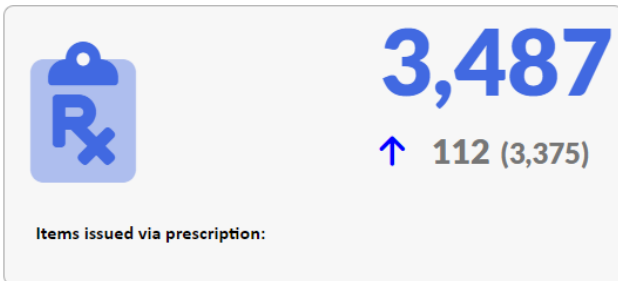 3,487
Rx
↑ 112 (3,375)
Items issued via prescription: